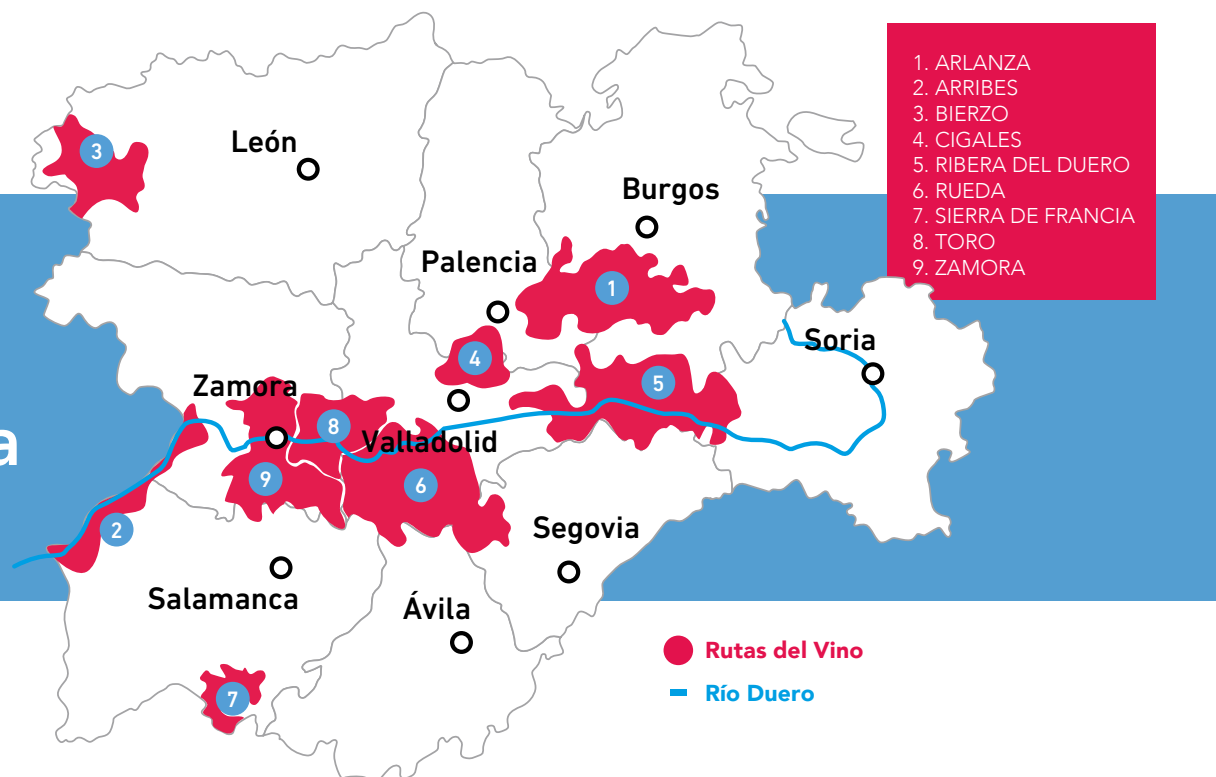 1. ARLANZA
2. ARRIBES
3. BIERZO
4. CIGALES
5. RIBERA DEL DUERO
6. RUEDA
7. SIERRA DE FRANCIA
8. TORO
9. ZAMORA
León
3
Burgos
Palencia
1
Soria
4
5
Zamora
8
Valladolid
a
9
6
2
Segovia
Salamanca
Ávila
7
Rutas del Vino
Río Duero